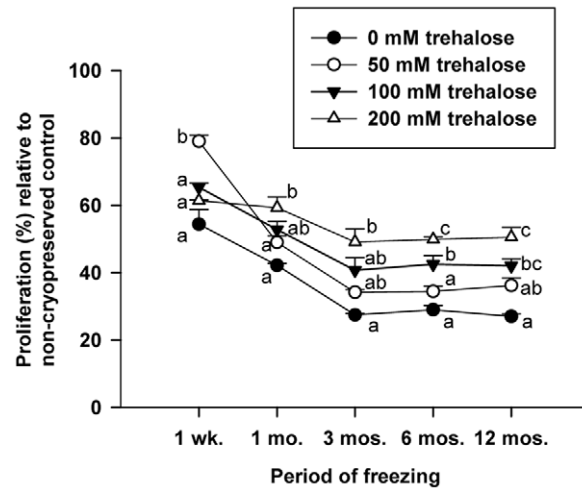 0 mM trehalose
50 mM trehalose
100 mM trehalose
200 mM trehalose
Proliferation (%) relative to
non-cryopreserved control
100
80
60
40
20
0
b
a
a
a
b
ab
a
a
b
ab
ab
a
c
b
a
a
c
bc
ab
a
1 wk.
1 mo.
3 mos.
6 mos.
12 mos.
Period of freezing